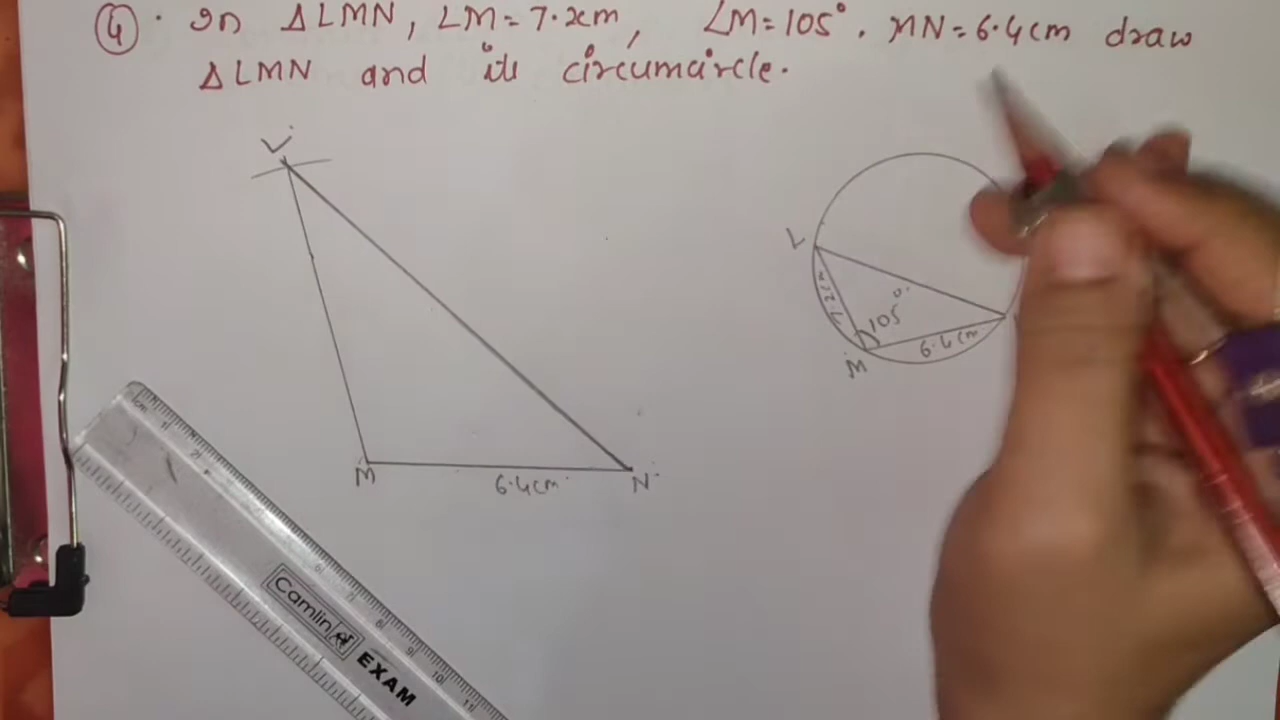 ④. In ΔLMN, LM = 7.2cm, ∠M = 105°. MN = 6.4cm draw
ΔLMN and its circumcircle.
L
L
7.2cm
105°
6.4cm
M
M
6.4cm
N
Camlin
EXAM